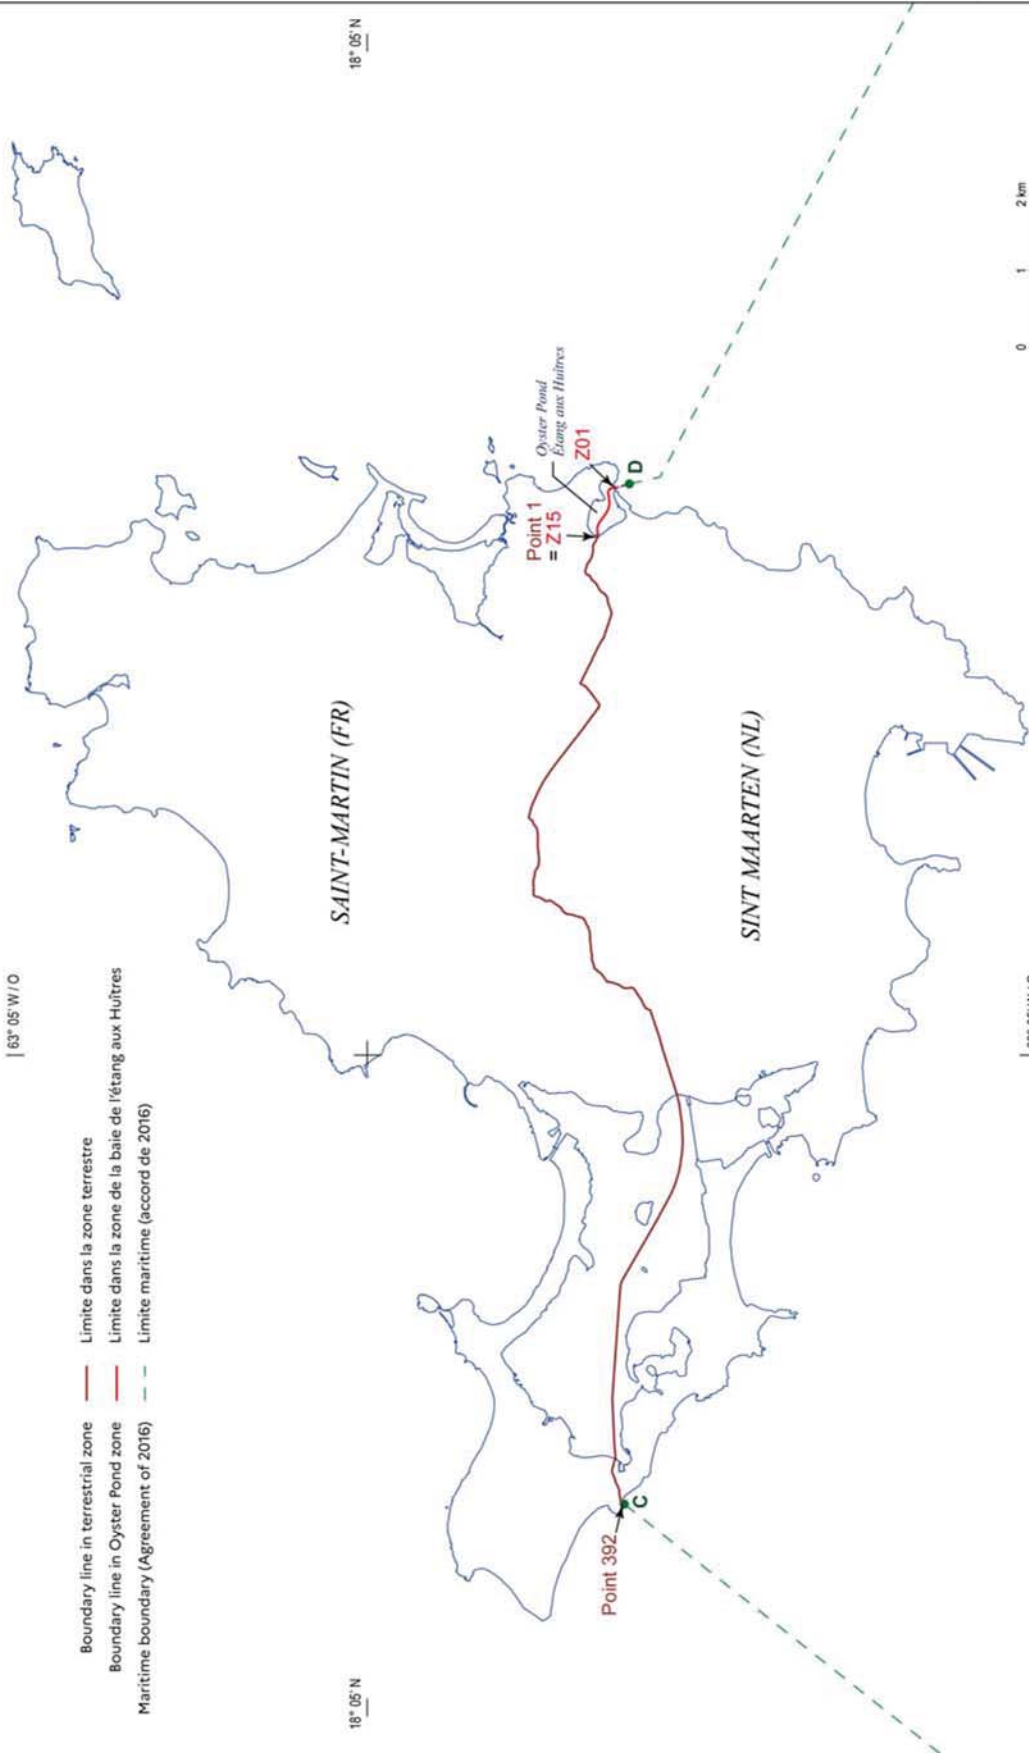 63° 05' W / O
18° 05' N
18° 05' N
Boundary line in terrestrial zone
Limite dans la zone terrestre
Boundary line in Oyster Pond zone
Limite dans la zone de la baie de l'étang aux Huîtres
Maritime boundary (Agreement of 2016)
Limite maritime (accord de 2016)
SAINT-MARTIN (FR)
Point 1
= Z15
Oyster Pond
Étang aux Huîtres
Z01
D
Point 392
C
SINT MAARTEN (NL)
0 1 2 km